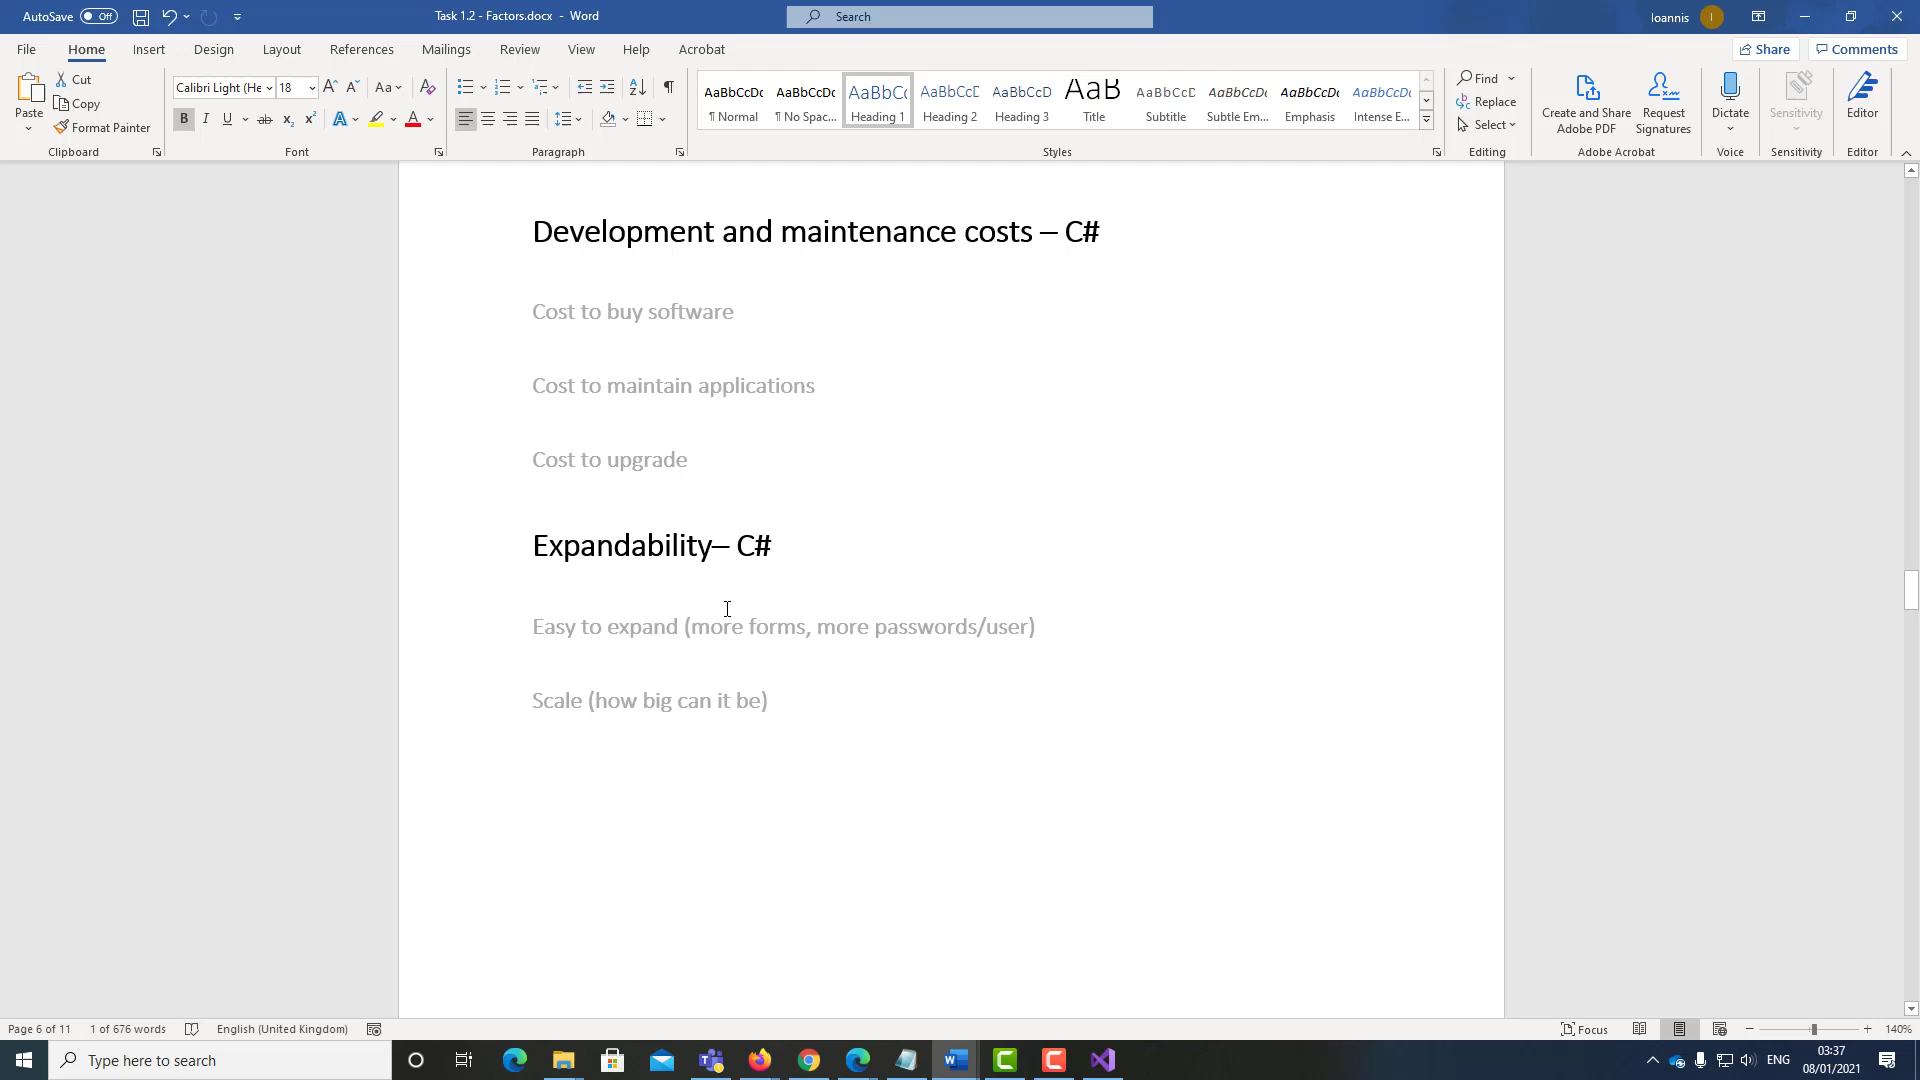 AutoSave Off Task 1.2 - Factors.docx - Word Search Ioannis I
File Home Insert Design Layout References Mailings Review View Help Acrobat Share Comments
Paste Cut Copy Format Painter Clipboard
Calibri Light (He 18 Font
Paragraph
AaBbCcDc ¶ Normal
AaBbCcDc ¶ No Spac...
AaBbC( Heading 1
AaBbCcC Heading 2
AaBbCcD Heading 3
AaB Title
AaBbCcC Subtitle
AaBbCcDc Subtle Em...
AaBbCcDc Emphasis
AaBbCcDc Intense E...
Styles
Find Replace Select Editing
Create and Share Adobe PDF Request Signatures Adobe Acrobat
Dictate Voice
Sensitivity Sensitivity
Editor Editor
Development and maintenance costs – C#
Cost to buy software
Cost to maintain applications
Cost to upgrade
Expandability– C#
Easy to expand (more forms, more passwords/user)
Scale (how big can it be)
Page 6 of 11 1 of 676 words English (United Kingdom) Focus 140%
Type here to search ENG 03:37
08/01/2021